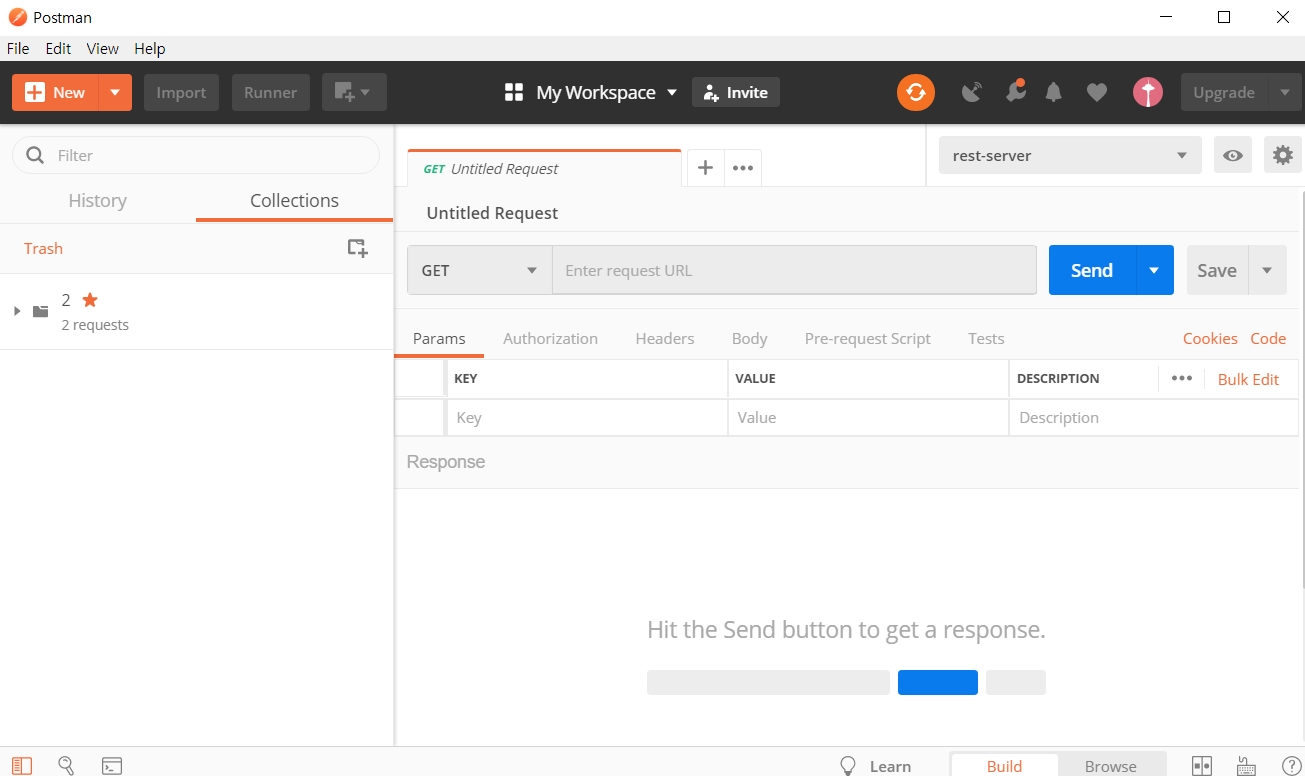 Postman
File Edit View Help
New Import Runner My Workspace Invite Upgrade
Filter
History Collections
Trash
2
2 requests
GET Untitled Request
rest-server
Untitled Request
GET Enter request URL Send Save
Params Authorization Headers Body Pre-request Script Tests Cookies Code
KEY VALUE DESCRIPTION Bulk Edit
Key Value Description
Response
Hit the Send button to get a response.
Learn Build Browse